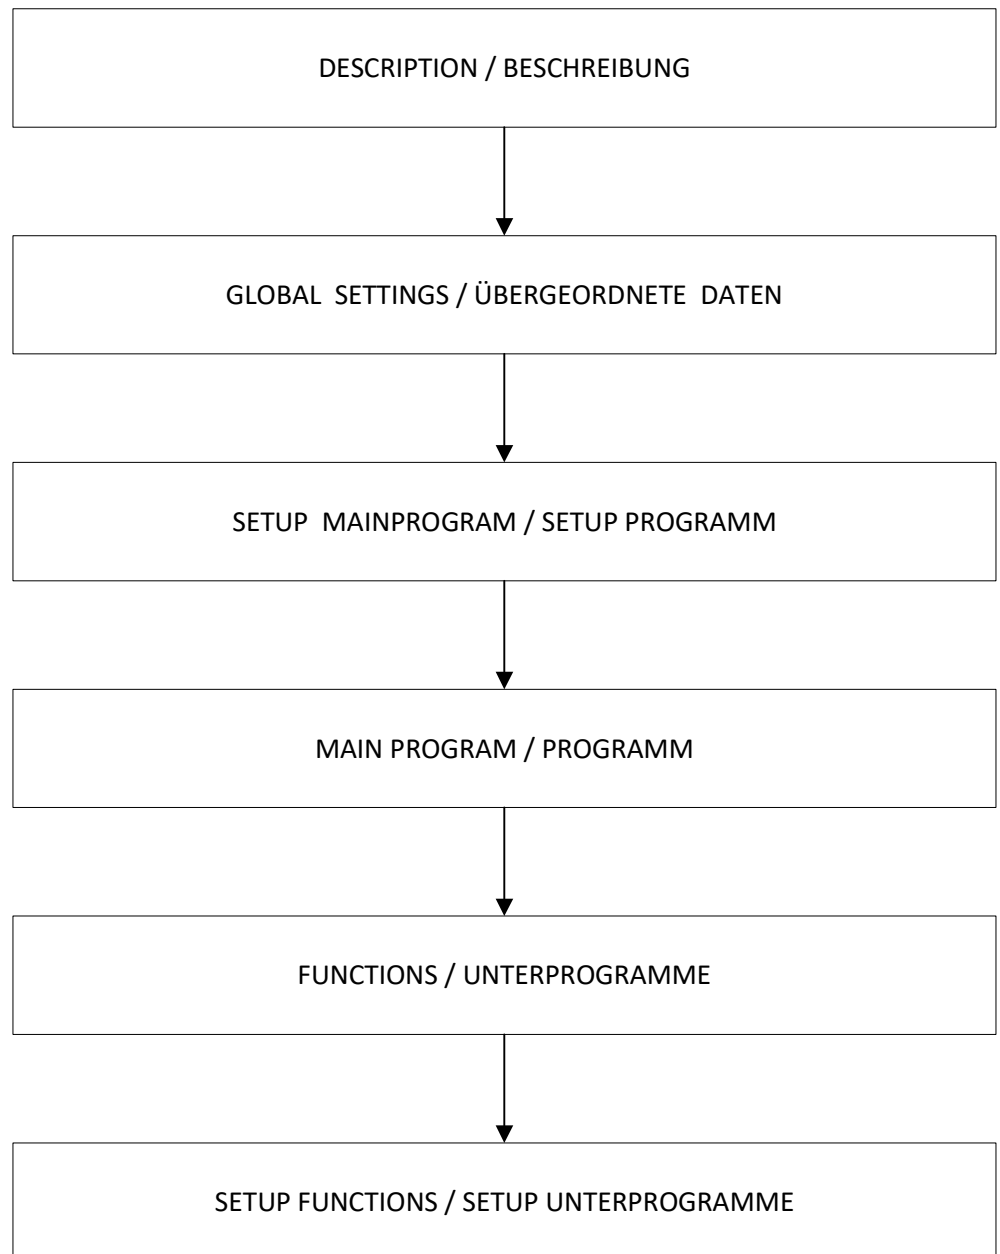 DESCRIPTION / BESCHREIBUNG
GLOBAL  SETTINGS / ÜBERGEORDNETE  DATEN
SETUP  MAINPROGRAM / SETUP PROGRAMM
MAIN PROGRAM / PROGRAMM
FUNCTIONS / UNTERPROGRAMME
SETUP FUNCTIONS / SETUP UNTERPROGRAMME